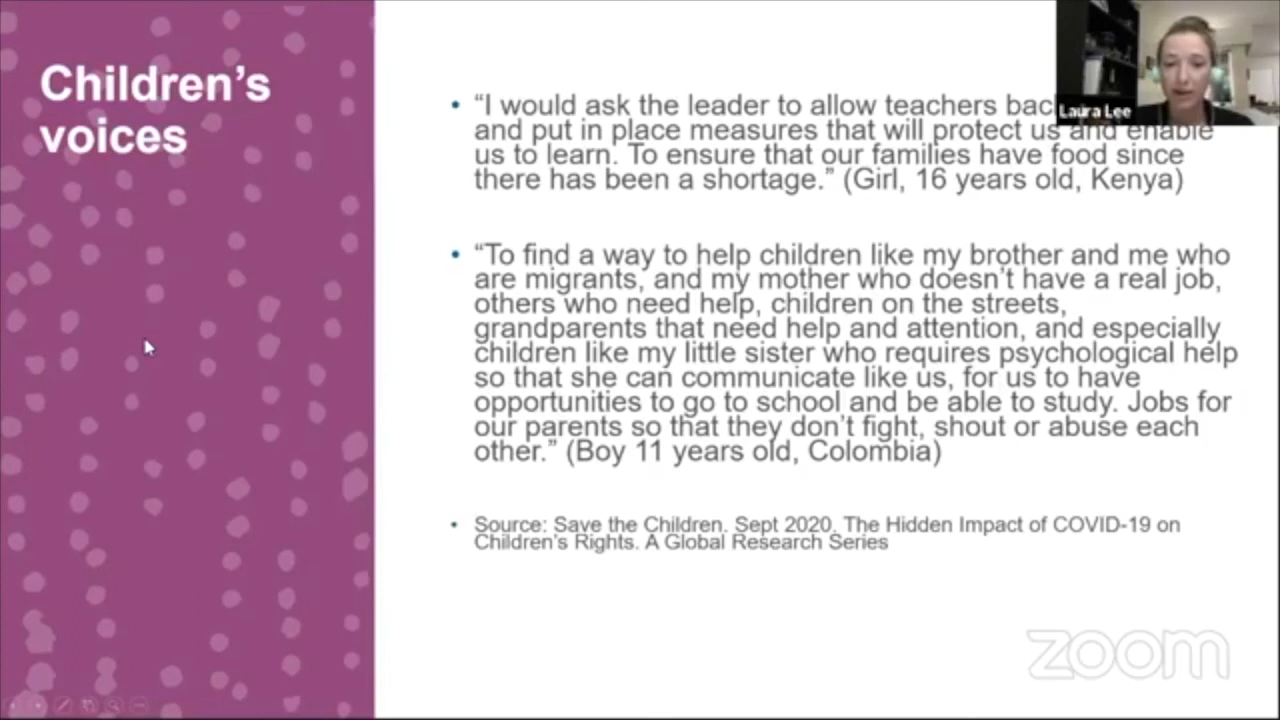 Children's
voices
• “I would ask the leader to allow teachers
and put in place measures that will protect us and enable
us to learn. To ensure that our families have food since
there has been a shortage.” (Girl, 16 years old, Kenya)
• “To find a way to help children like my brother and me who
are migrants, and my mother who doesn’t have a real job,
others who need help, children on the streets,
grandparents that need help and attention, and especially
children like my little sister who requires psychological help
so that she can communicate like us, for us to have
opportunities to go to school and be able to study. Jobs for
our parents so that they don’t fight, shout or abuse each
other.” (Boy 11 years old, Colombia)
• Source: Save the Children. Sept 2020. The Hidden Impact of COVID-19 on
Children’s Rights. A Global Research Series
Laura Lee
zoom